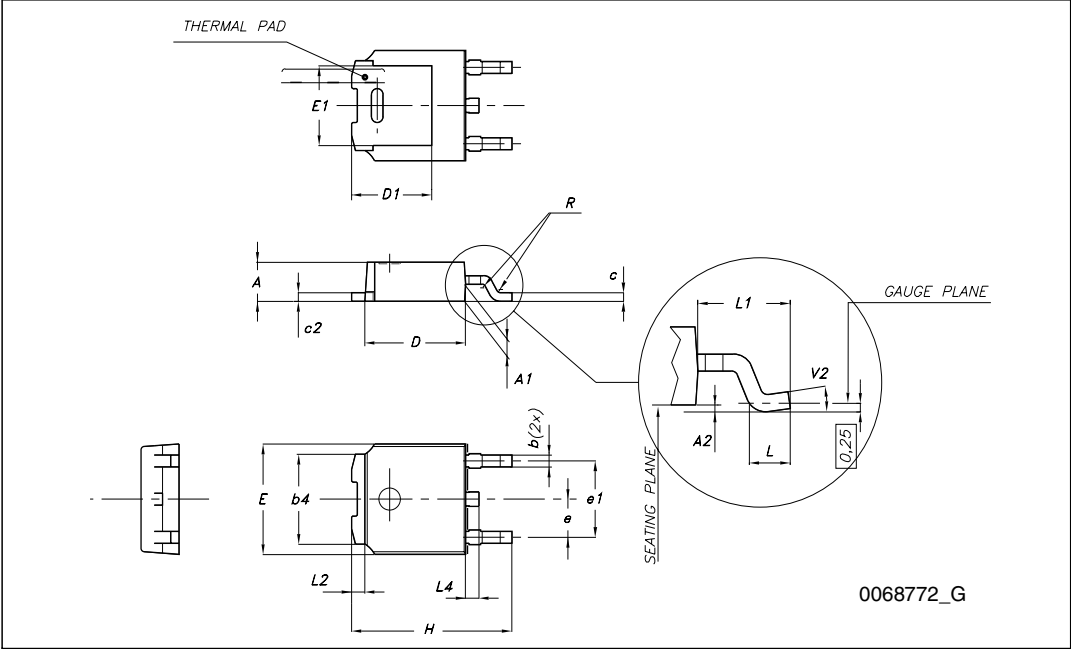 THERMAL PAD
E1
D1
R
A
c
c2
D
A1
L1
GAUGE PLANE
V2
A2
L
0,25
SEATING PLANE
b(2x)
E
b4
e
e1
L2
L4
H
0068772_G